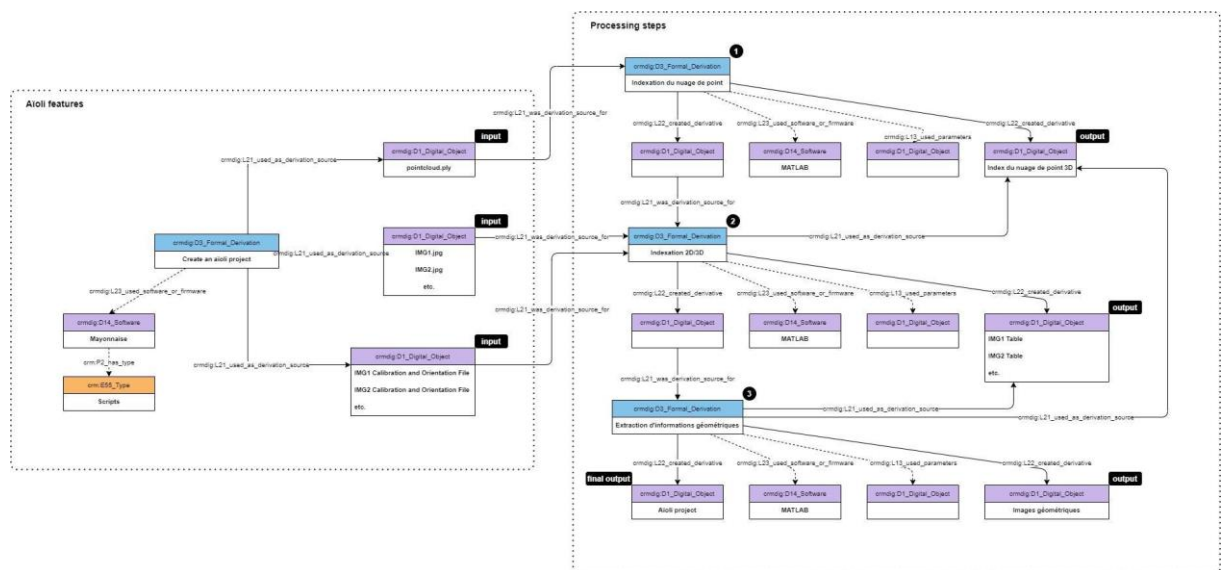 Processing steps
1
crmdig:D3_Formal_Derivation
Indexation du nuage de point
Aïoli features
crmdig:L21_was_derivation_source_for
crmdig:L22_created_derivative
crmdig:L23_used_software_or_firmware
crmdig:L13_used_parameters
crmdig:L22_created_derivative
input
output
crmdig:D1_Digital_Object
pointcloud.ply
crmdig:L21_used_as_derivation_source
crmdig:D1_Digital_Object
crmdig:D14_Software
MATLAB
crmdig:D1_Digital_Object
crmdig:D1_Digital_Object
Index du nuage de point 3D
crmdig:L21_was_derivation_source_for
input
2
crmdig:D3_Formal_Derivation
Create an aïoli project
crmdig:L21_used_as_derivation_source
crmdig:D1_Digital_Object
IMG1.jpg
IMG2.jpg
etc.
crmdig:L21_was_derivation_source_for
crmdig:D3_Formal_Derivation
Indexation 2D/3D
crmdig:L21_used_as_derivation_source
crmdig:L23_used_software_or_firmware
crmdig:L21_was_derivation_source_for
crmdig:L22_created_derivative
crmdig:L23_used_software_or_firmware
crmdig:L13_used_parameters
crmdig:L22_created_derivative
output
crmdig:D14_Software
Mayonnaise
crmdig:D1_Digital_Object
crmdig:D14_Software
MATLAB
crmdig:D1_Digital_Object
crmdig:D1_Digital_Object
IMG1 Table
IMG2 Table
etc.
crm:P2_has_type
crm:E55_Type
Scripts
crmdig:L21_used_as_derivation_source
input
crmdig:D1_Digital_Object
IMG1 Calibration and Orientation File
IMG2 Calibration and Orientation File
etc.
crmdig:L21_was_derivation_source_for
3
crmdig:D3_Formal_Derivation
Extraction d'informations géométriques
crmdig:L21_used_as_derivation_source
crmdig:L21_used_as_derivation_source
crmdig:L22_created_derivative
crmdig:L23_used_software_or_firmware
crmdig:L13_used_parameters
crmdig:L22_created_derivative
final output
output
crmdig:D1_Digital_Object
Aïoli project
crmdig:D14_Software
MATLAB
crmdig:D1_Digital_Object
crmdig:D1_Digital_Object
Images géométriques